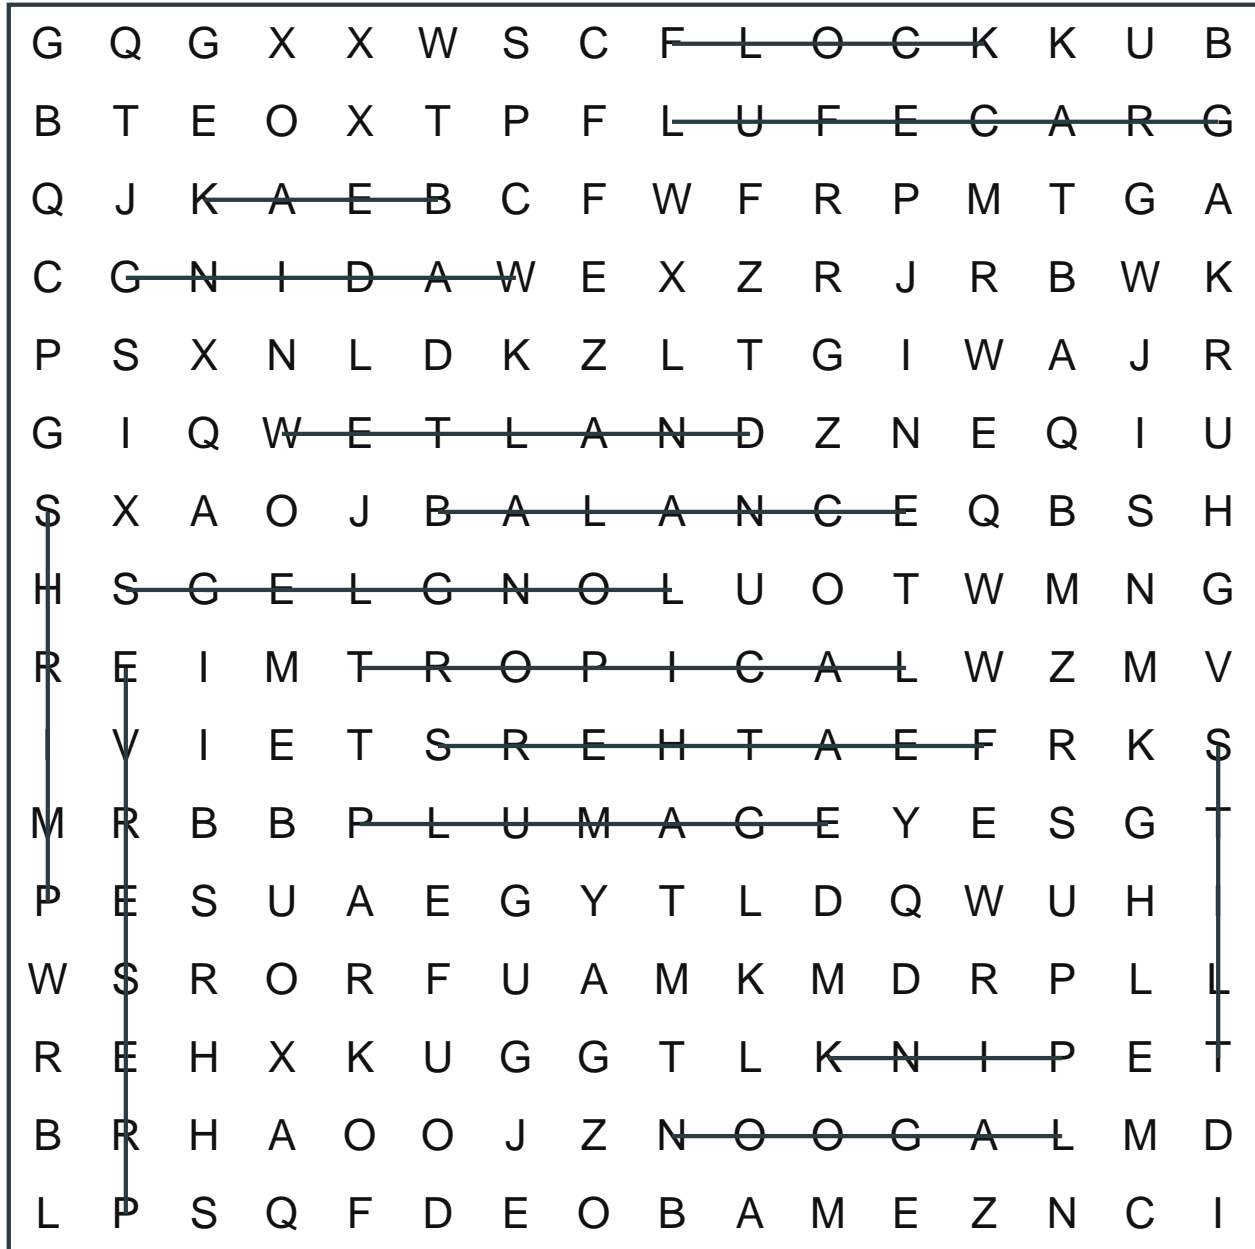 G Q G X X W S C F L O C K K U B
B T E O X T P F L U F E C A R G
Q J K A E B C F W F R P M T G A
C G N I D A W E X Z R J R B W K
P S X N L D K Z L T G I W A J R
G I Q W E T L A N D Z N E Q I U
S X A O J B A L A N C E Q B S H
H S G E L G N O L U O T W M N G
R E I M T R O P I C A L W Z M V
I V I E T S R E H T A E F R K S
M R B B P L U M A G E Y E S G T
P E S U A E G Y T L D Q W U H I
W S R O R F U A M K M D R P L L
R E H X K U G G T L K N I P E T
B R H A O O J Z N O O G A L M D
L P S Q F D E O B A M E Z N C I